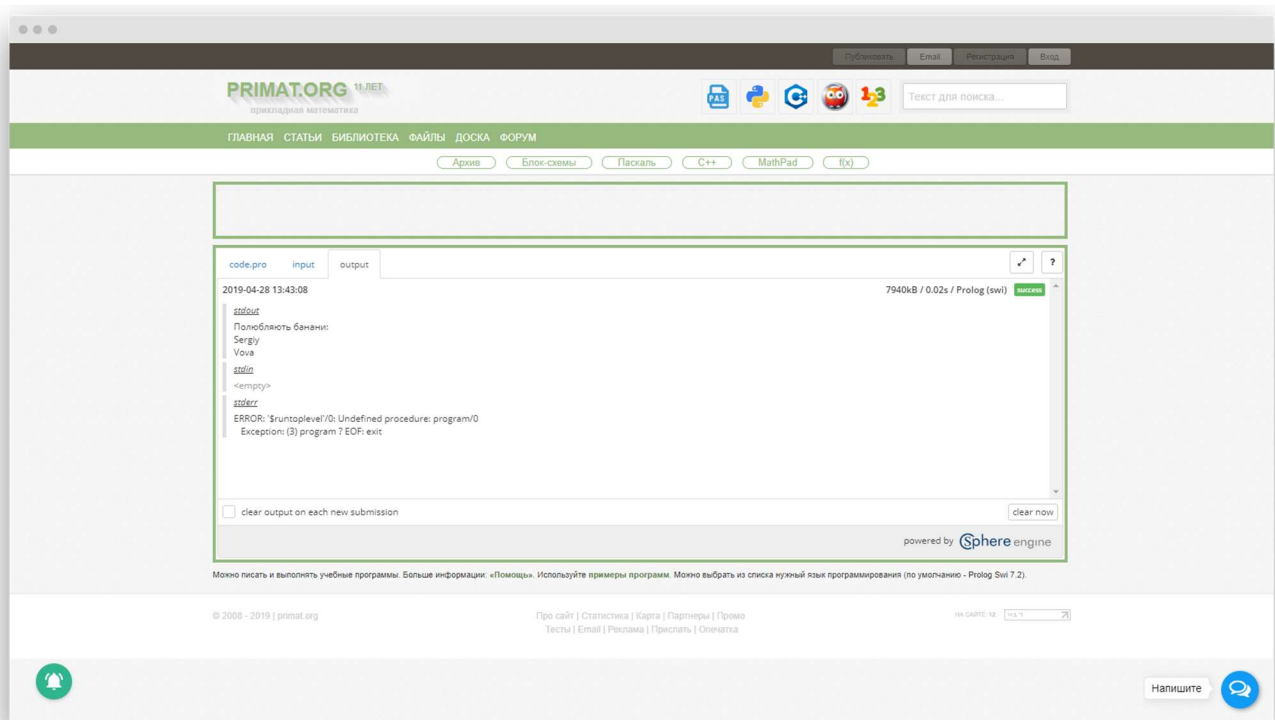 Публиковать Email Регистрация Вход
PRIMAT.ORG 11 ЛЕТ
прикладная математика
PAS
123
Текст для поиска...
ГЛАВНАЯ СТАТЬИ БИБЛИОТЕКА ФАЙЛЫ ДОСКА ФОРУМ
Архив Блок-схемы Паскаль C++ MathPad f(x)
code.pro input output ?
2019-04-28 13:43:08 7940kB / 0.02s / Prolog (swi) success
stdout
Полюбляють банани:
Sergiy
Vova
stdin
<empty>
stderr
ERROR: '$runtoplevel'/0: Undefined procedure: program/0
Exception: (3) program ? EOF: exit
clear output on each new submission clear now
powered by Sphere engine
Можно писать и выполнять учебные программы. Больше информации: «Помощь». Используйте примеры программ. Можно выбрать из списка нужный язык программирования (по умолчанию - Prolog Swi 7.2).
© 2008 - 2019 | primat.org Про сайт | Статистика | Карта | Партнеры | Промо НА САЙТЕ: 12
Тесты | Email | Реклама | Прислать | Опечатка
Напишите